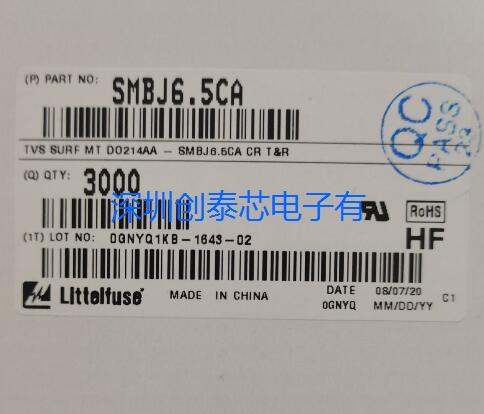 (P) PART NO: SMBJ6.5CA
TVS SURF MT DO214AA - SMBJ6.5CA CR T&R
(Q) QTY: 3000
深圳创泰芯电子有
RoHS
(1T) LOT NO: 0GNYQ1KB-1643-02
HF
Littelfuse
MADE IN CHINA
DATE 08/07/20
0GNYQ MM/DD/YY C1
QC
PASS